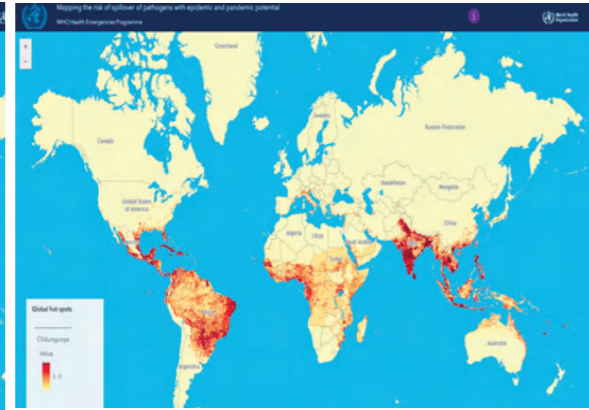 Mapping the risk of spillover of pathogens with epidemic and pandemic potential
WHO Health Emergencies Programme
World Health
Organization
Greenland
Canada
Sweden
Russian Federation
United States
of America
Kazakhstan
Mongolia
China
Algeria
Libya
Saudi Arabia
Sudan
Australia
Argentina
Global hot spots
Chikungunya
Value